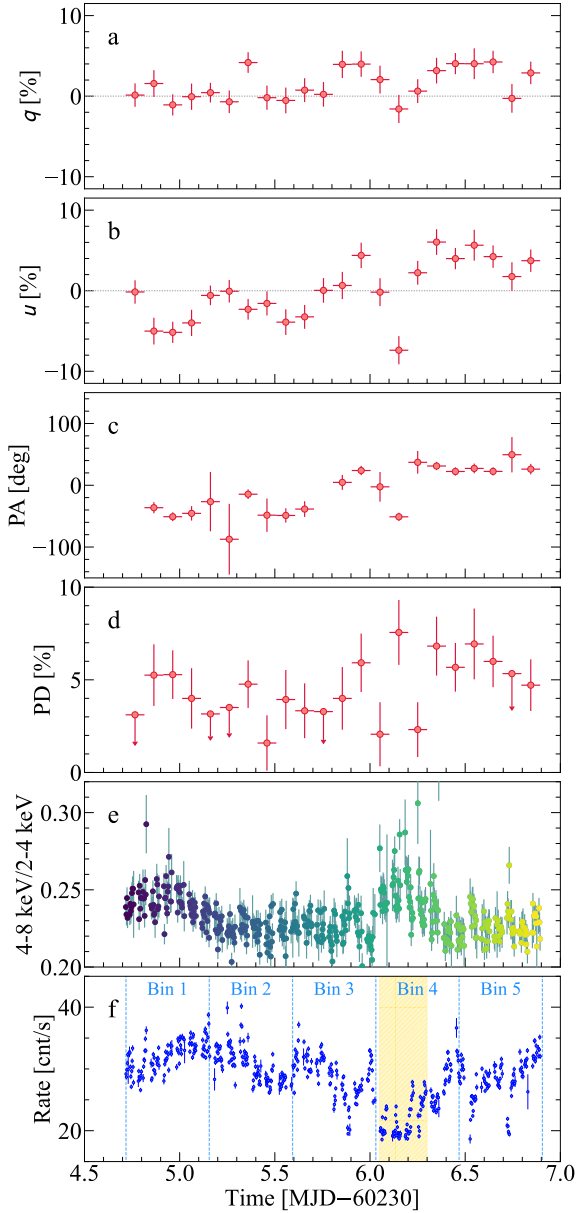 10
a
0
q [%]
−10
10
b
0
u [%]
−10
100
c
0
PA [deg]
−100
10
d
5
PD [%]
0
0.30
e
0.25
4-8 keV/2-4 keV
0.20
Bin 1 Bin 2 Bin 3 Bin 4 Bin 5
40
f
Rate [cnt/s]
20
4.5 5.0 5.5 6.0 6.5 7.0
Time [MJD−60230]